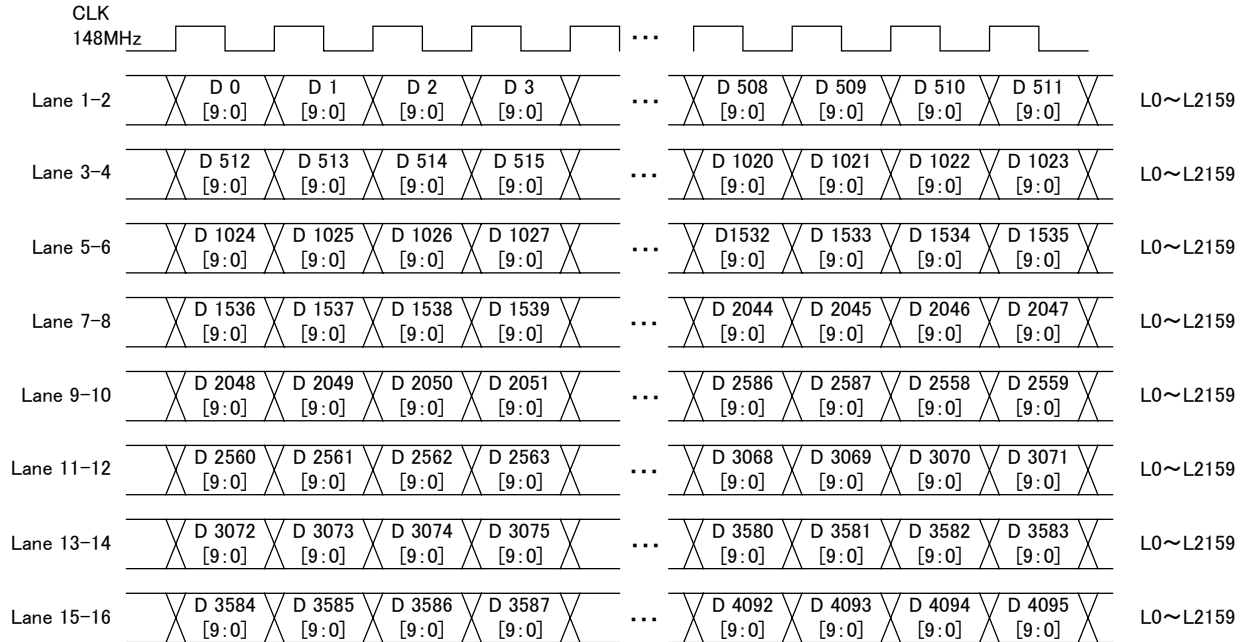 CLK
148MHz
...
Lane 1-2 D 0 D 1 D 2 D 3 ... D 508 D 509 D 510 D 511 L0～L2159
[9:0] [9:0] [9:0] [9:0] [9:0] [9:0] [9:0] [9:0]
Lane 3-4 D 512 D 513 D 514 D 515 ... D 1020 D 1021 D 1022 D 1023 L0～L2159
[9:0] [9:0] [9:0] [9:0] [9:0] [9:0] [9:0] [9:0]
Lane 5-6 D 1024 D 1025 D 1026 D 1027 ... D1532 D 1533 D 1534 D 1535 L0～L2159
[9:0] [9:0] [9:0] [9:0] [9:0] [9:0] [9:0] [9:0]
Lane 7-8 D 1536 D 1537 D 1538 D 1539 ... D 2044 D 2045 D 2046 D 2047 L0～L2159
[9:0] [9:0] [9:0] [9:0] [9:0] [9:0] [9:0] [9:0]
Lane 9-10 D 2048 D 2049 D 2050 D 2051 ... D 2586 D 2587 D 2558 D 2559 L0～L2159
[9:0] [9:0] [9:0] [9:0] [9:0] [9:0] [9:0] [9:0]
Lane 11-12 D 2560 D 2561 D 2562 D 2563 ... D 3068 D 3069 D 3070 D 3071 L0～L2159
[9:0] [9:0] [9:0] [9:0] [9:0] [9:0] [9:0] [9:0]
Lane 13-14 D 3072 D 3073 D 3074 D 3075 ... D 3580 D 3581 D 3582 D 3583 L0～L2159
[9:0] [9:0] [9:0] [9:0] [9:0] [9:0] [9:0] [9:0]
Lane 15-16 D 3584 D 3585 D 3586 D 3587 ... D 4092 D 4093 D 4094 D 4095 L0～L2159
[9:0] [9:0] [9:0] [9:0] [9:0] [9:0] [9:0] [9:0]